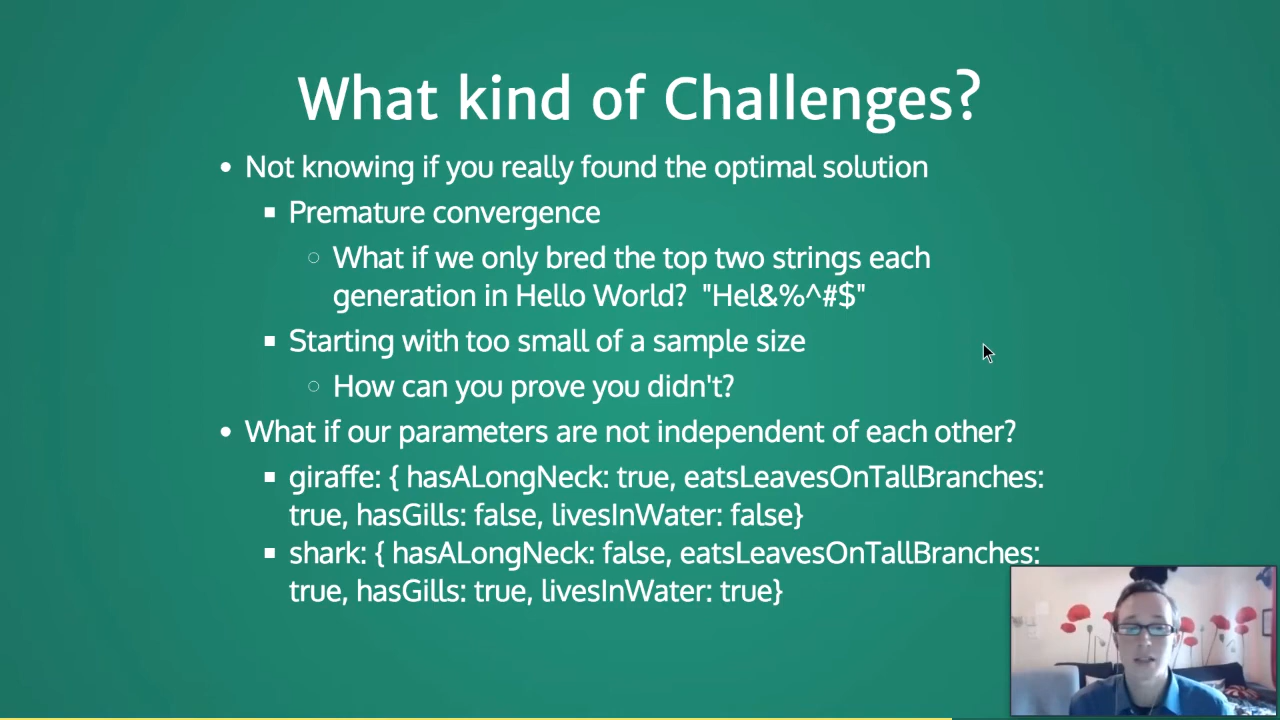 What kind of Challenges?
Not knowing if you really found the optimal solution
Premature convergence
What if we only bred the top two strings each
generation in Hello World?  "Hel&%^#$"
Starting with too small of a sample size
How can you prove you didn't?
What if our parameters are not independent of each other?
giraffe: { hasALongNeck: true, eatsLeavesOnTallBranches:
true, hasGills: false, livesInWater: false}
shark: { hasALongNeck: false, eatsLeavesOnTallBranches:
true, hasGills: true, livesInWater: true}